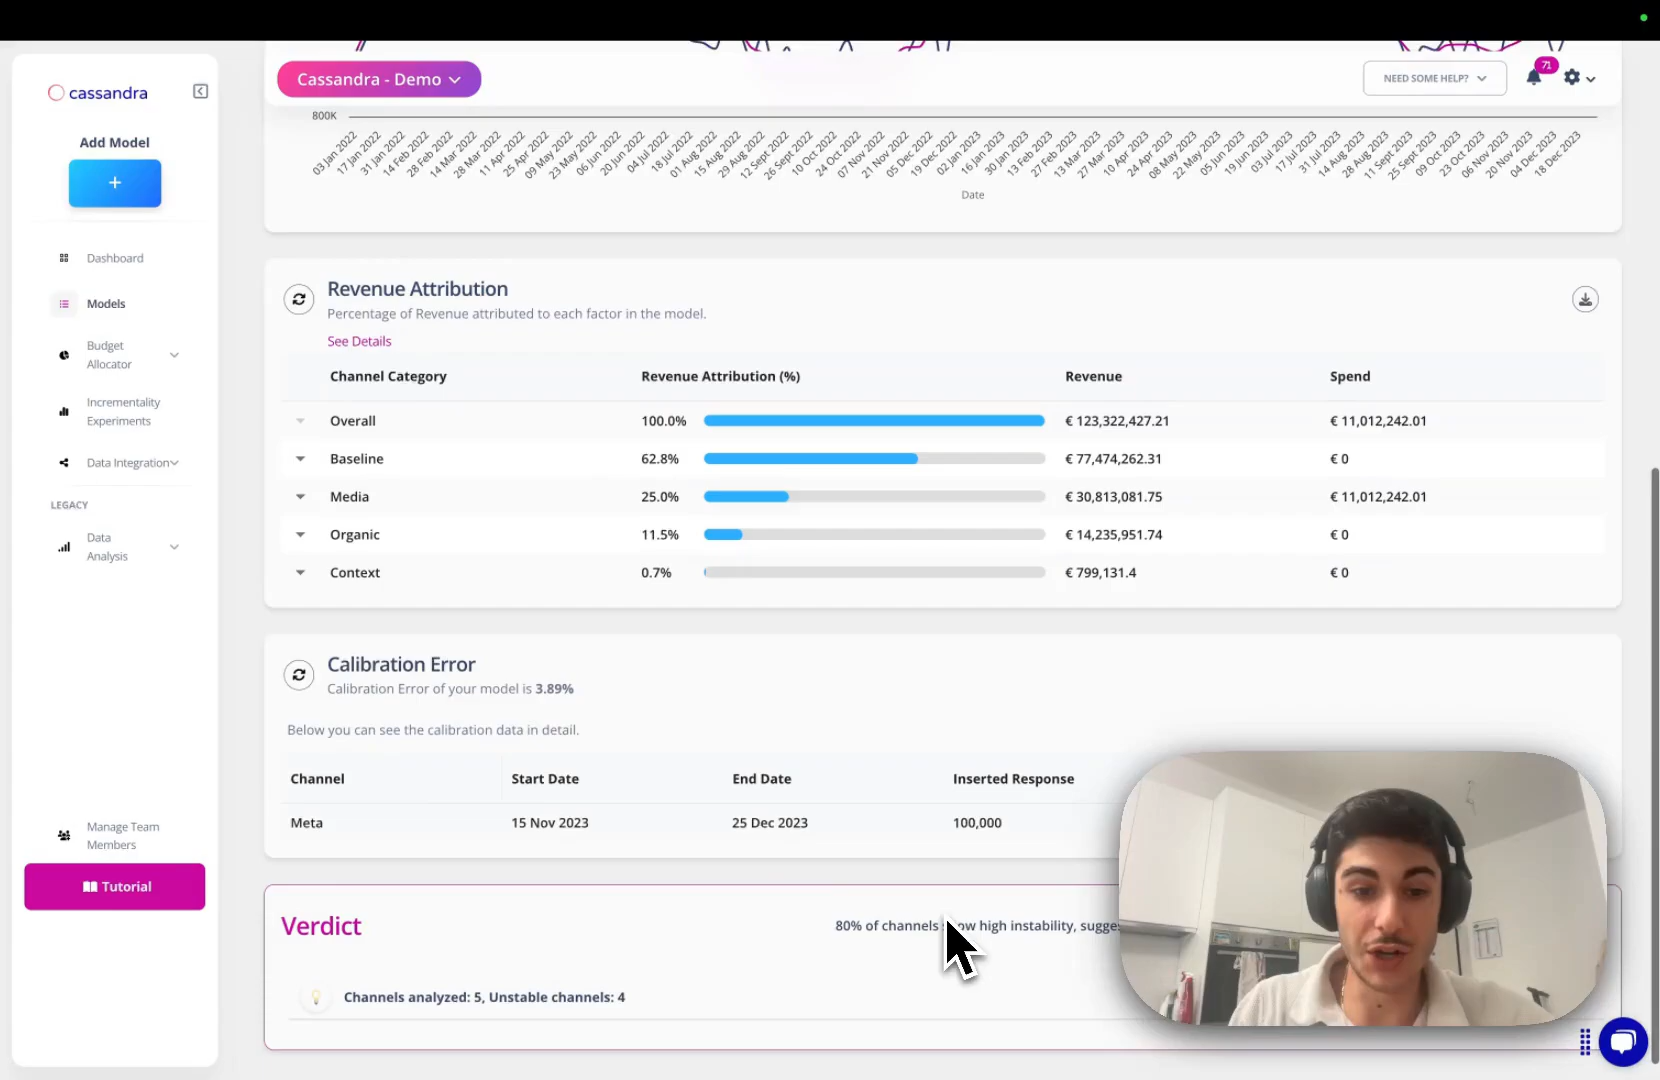 cassandra
Cassandra - Demo
NEED SOME HELP?
71
Add Model
+
Dashboard
Models
Budget
Allocator
Incrementality
Experiments
Data Integration
LEGACY
Data
Analysis
Manage Team
Members
Tutorial
800K
03 Jan 2022
17 Jan 2022
31 Jan 2022
14 Feb 2022
28 Feb 2022
14 Mar 2022
28 Mar 2022
11 Apr 2022
25 Apr 2022
09 May 2022
23 May 2022
06 Jun 2022
20 Jun 2022
04 Jul 2022
18 Jul 2022
01 Aug 2022
15 Aug 2022
29 Aug 2022
12 Sept 2022
26 Sept 2022
10 Oct 2022
24 Oct 2022
07 Nov 2022
21 Nov 2022
05 Dec 2022
19 Dec 2022
02 Jan 2023
16 Jan 2023
30 Jan 2023
13 Feb 2023
27 Feb 2023
13 Mar 2023
27 Mar 2023
10 Apr 2023
24 Apr 2023
08 May 2023
22 May 2023
05 Jun 2023
19 Jun 2023
03 Jul 2023
17 Jul 2023
31 Jul 2023
14 Aug 2023
28 Aug 2023
11 Sept 2023
25 Sept 2023
09 Oct 2023
23 Oct 2023
06 Nov 2023
20 Nov 2023
04 Dec 2023
18 Dec 2023
Date
Revenue Attribution
Percentage of Revenue attributed to each factor in the model.
See Details
Channel Category Revenue Attribution (%) Revenue Spend
Overall 100.0% € 123,322,427.21 € 11,012,242.01
Baseline 62.8% € 77,474,262.31 € 0
Media 25.0% € 30,813,081.75 € 11,012,242.01
Organic 11.5% € 14,235,951.74 € 0
Context 0.7% € 799,131.4 € 0
Calibration Error
Calibration Error of your model is 3.89%
Below you can see the calibration data in detail.
Channel Start Date End Date Inserted Response
Meta 15 Nov 2023 25 Dec 2023 100,000
Verdict
80% of channels high instability,
Channels analyzed: 5, Unstable channels: 4